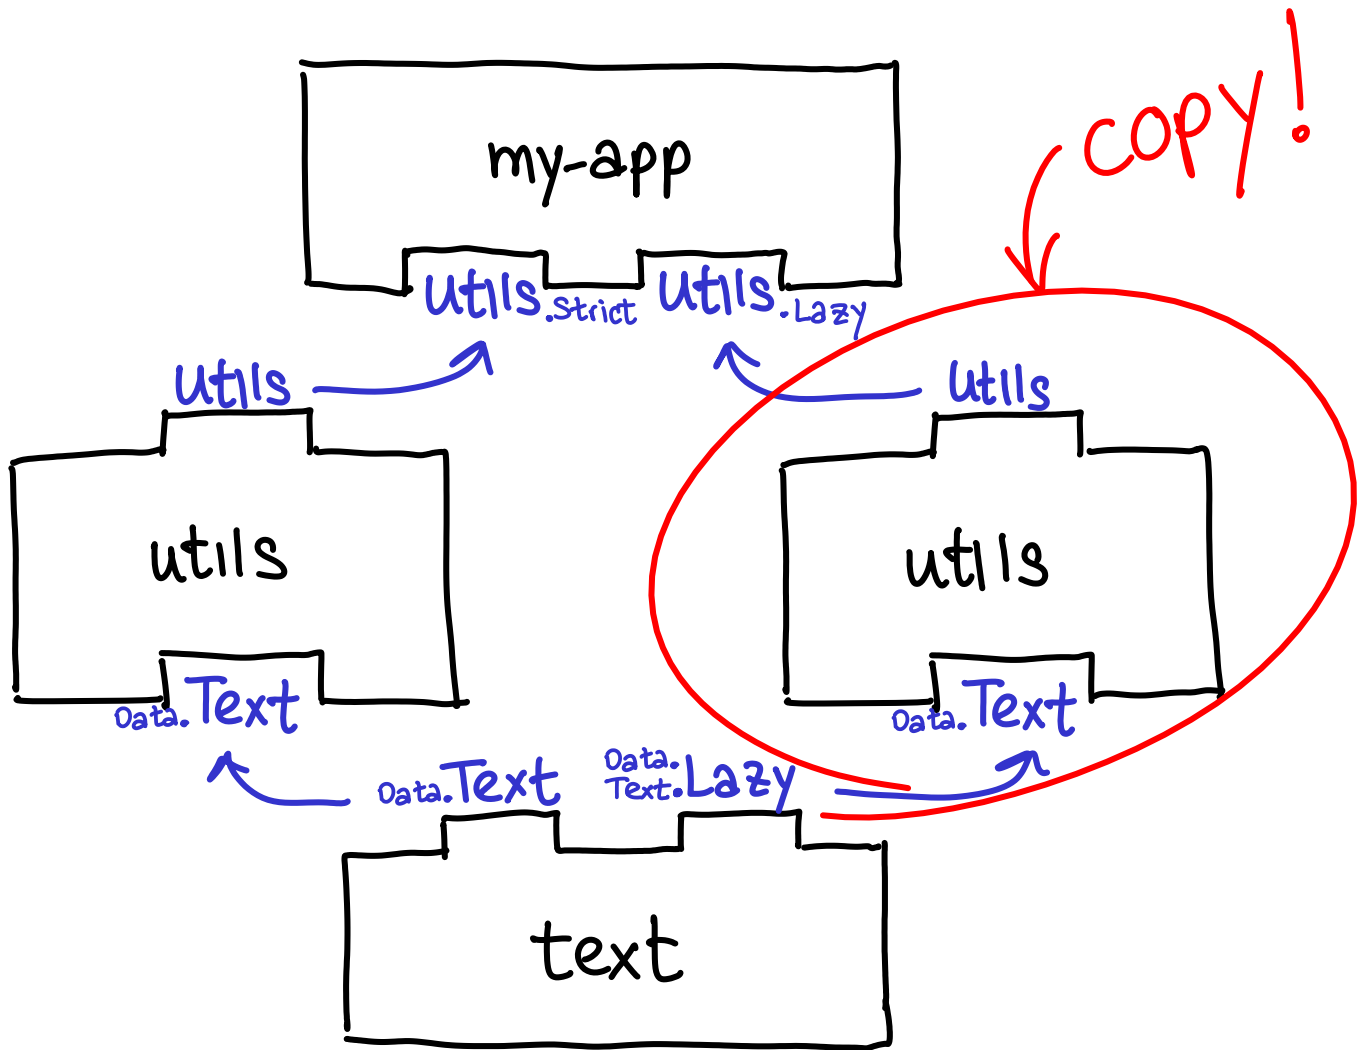 copy!
my-app
Utils.Strict
Utils.Lazy
utils
utils
utils
utils
Data.Text
Data.Text
Data.Text
Data.
Text.Lazy
text